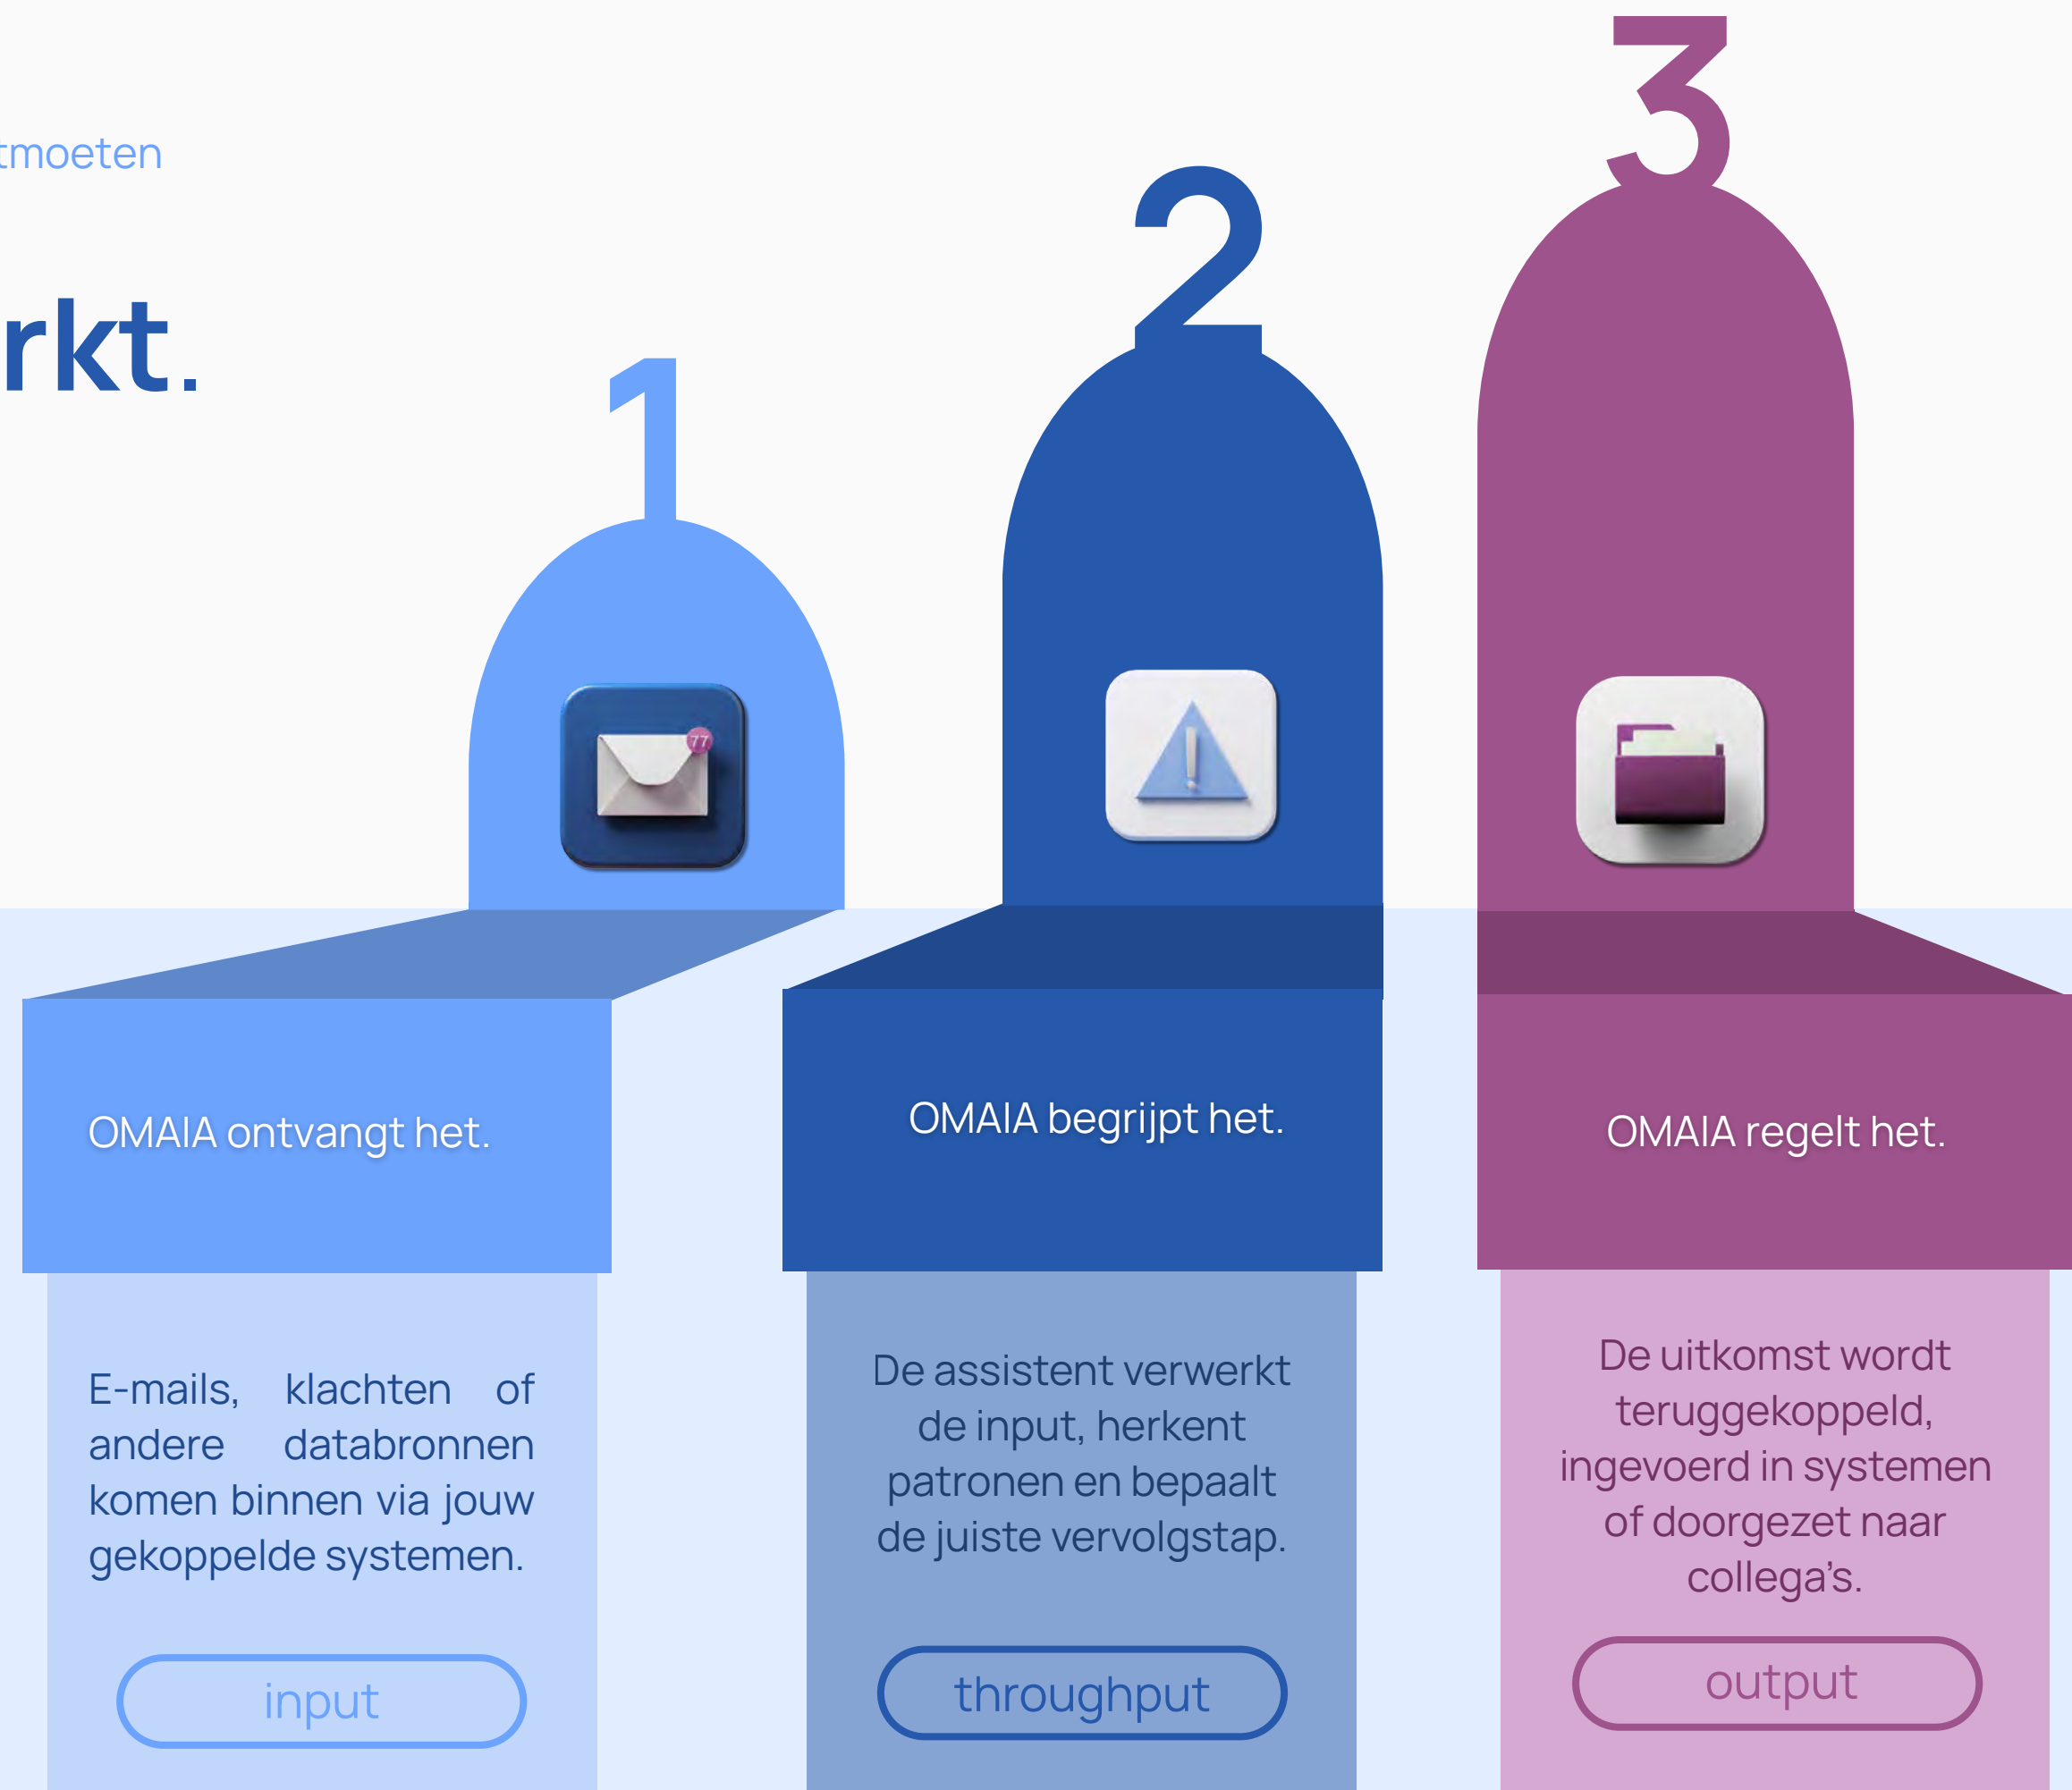 tmoeten
rkt.
1
2
3
77
OMAIA ontvangt het.
E-mails, klachten of
andere databronnen
komen binnen via jouw
gekoppelde systemen.
input
OMAIA begrijpt het.
De assistent verwerkt
de input, herkent
patronen en bepaalt
de juiste vervolgstap.
throughput
OMAIA regelt het.
De uitkomst wordt
teruggekoppeld,
ingevoerd in systemen
of doorgezet naar
collega’s.
output